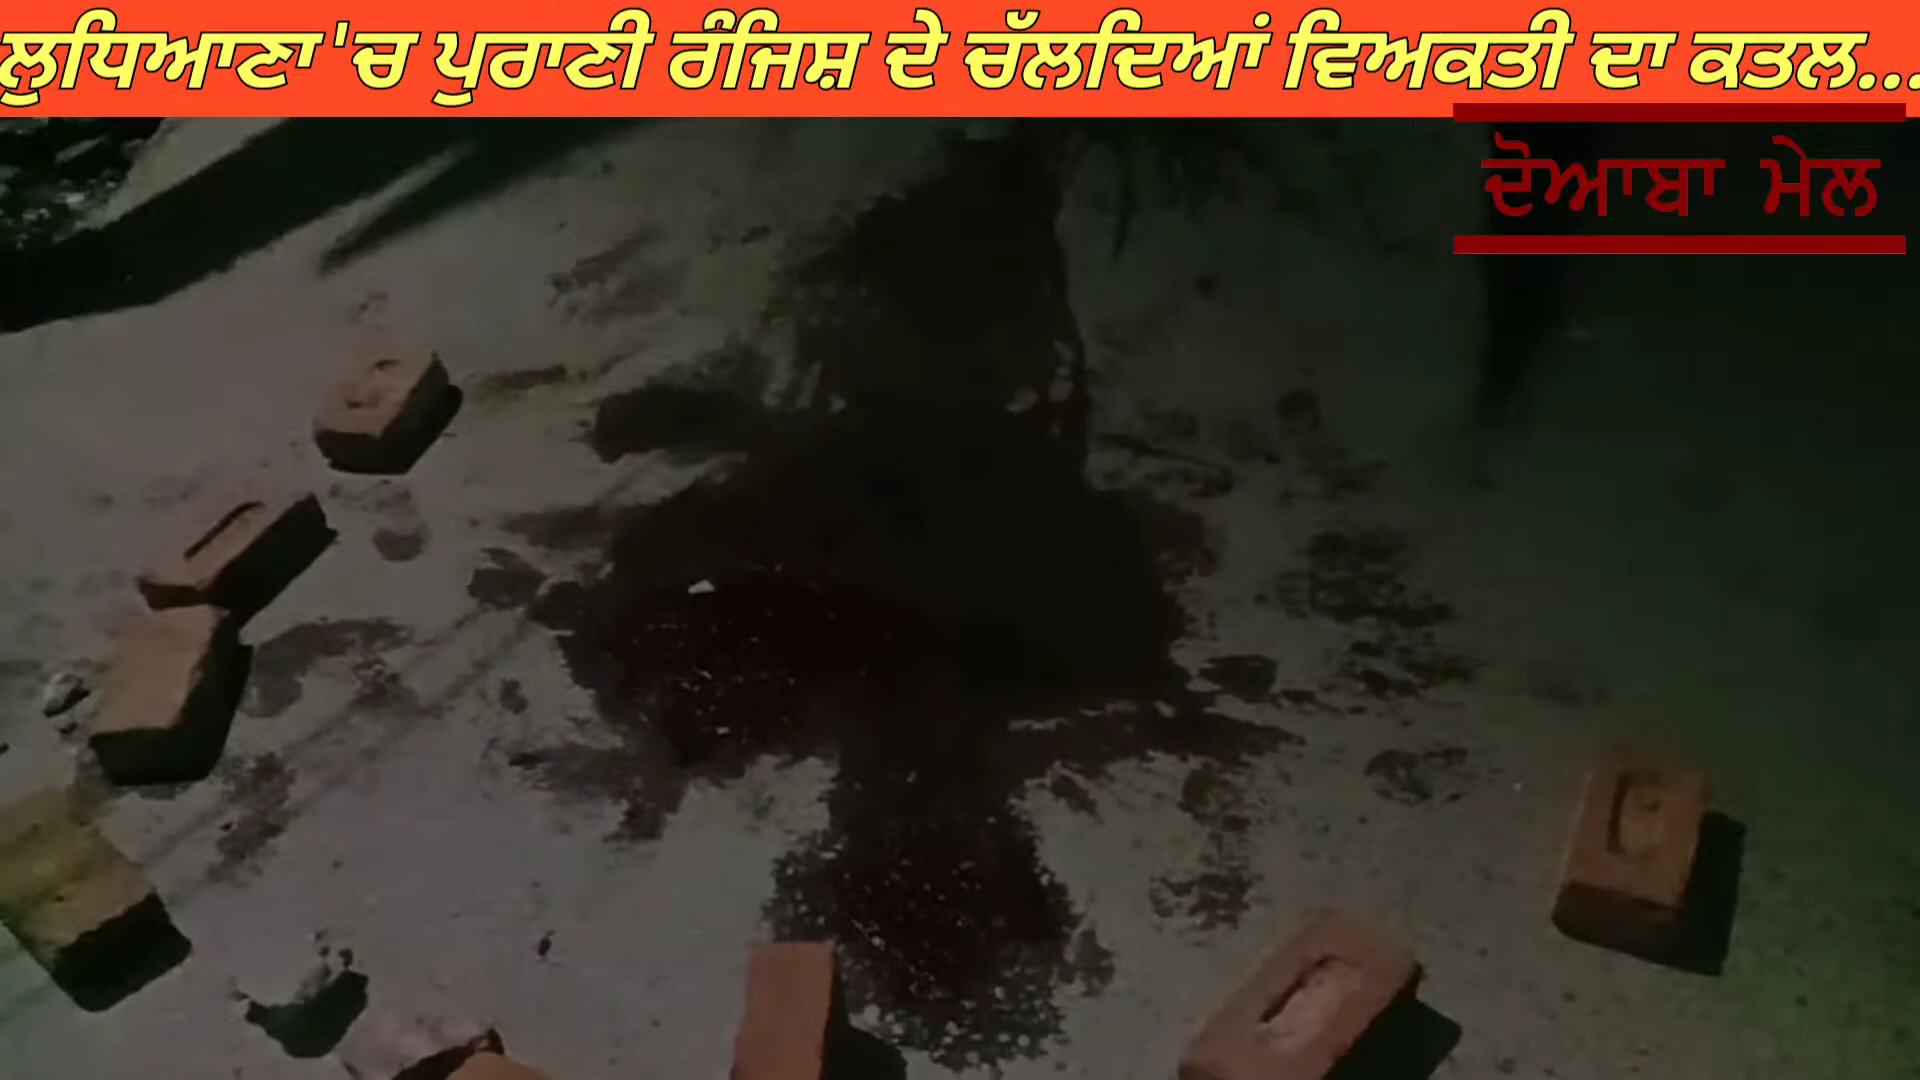 ਲੁਧਿਆਣਾ'ਚ ਪੁਰਾਣੀ ਰੰਜਿਸ਼ ਦੇ ਚੱਲਦਿਆਂ ਵਿਅਕਤੀ ਦਾ ਕਤਲ...
ਦੋਆਬਾ ਮੇਲ